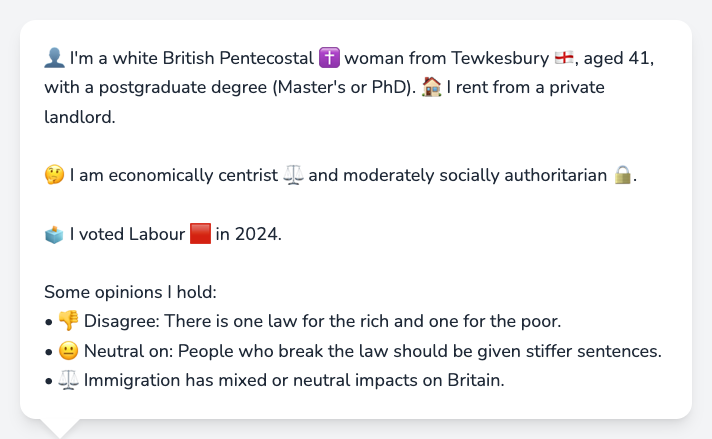 👤 I'm a white British Pentecostal ✝️ woman from Tewkesbury 🏴󠁧󠁢󠁥󠁮󠁧󠁿, aged 41,
with a postgraduate degree (Master's or PhD). 🏠 I rent from a private
landlord.
🤔 I am economically centrist ⚖️ and moderately socially authoritarian 🔒.
🗳️ I voted Labour 🟥 in 2024.
Some opinions I hold:
• 👎 Disagree: There is one law for the rich and one for the poor.
• 😐 Neutral on: People who break the law should be given stiffer sentences.
• ⚖️ Immigration has mixed or neutral impacts on Britain.